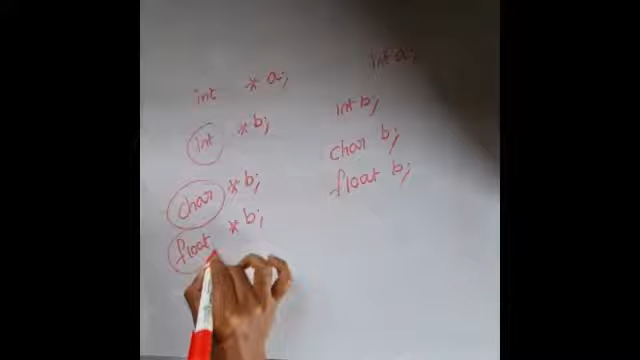 int *a;
int *b;
char *b;
float *b;
int a;
int b;
char b;
float b;